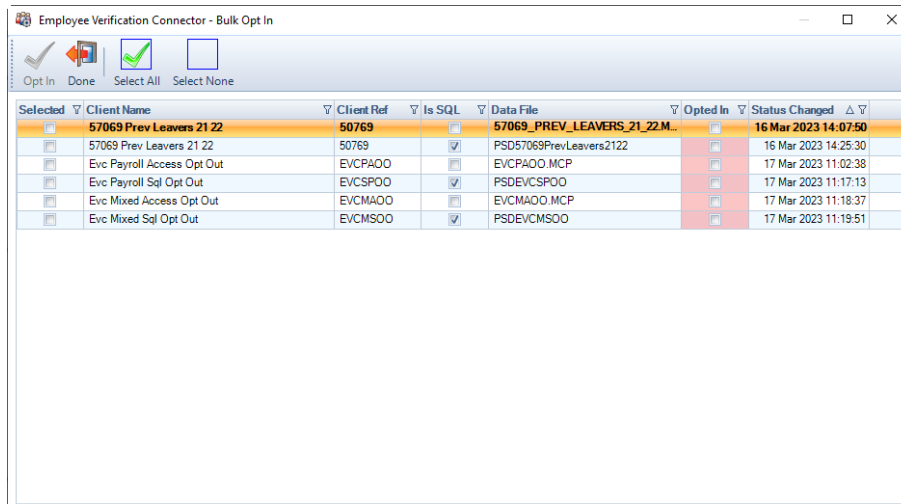 Employee Verification Connector - Bulk Opt In
Opt In Done Select All Select None
Selected Client Name Client Ref Is SQL Data File Opted In Status Changed
57069 Prev Leavers 21 22 50769 57069_PREV_LEAVERS_21_22.M... 16 Mar 2023 14:07:50
57069 Prev Leavers 21 22 50769 PSD57069PrevLeavers2122 16 Mar 2023 14:25:30
Evc Payroll Access Opt Out EVCPAOO EVCPAOO.MCP 17 Mar 2023 11:02:38
Evc Payroll Sql Opt Out EVCSPOO PSDEVCSPOO 17 Mar 2023 11:17:13
Evc Mixed Access Opt Out EVCMAOO EVCMAOO.MCP 17 Mar 2023 11:18:37
Evc Mixed Sql Opt Out EVCMSOO PSDEVCMSOO 17 Mar 2023 11:19:51